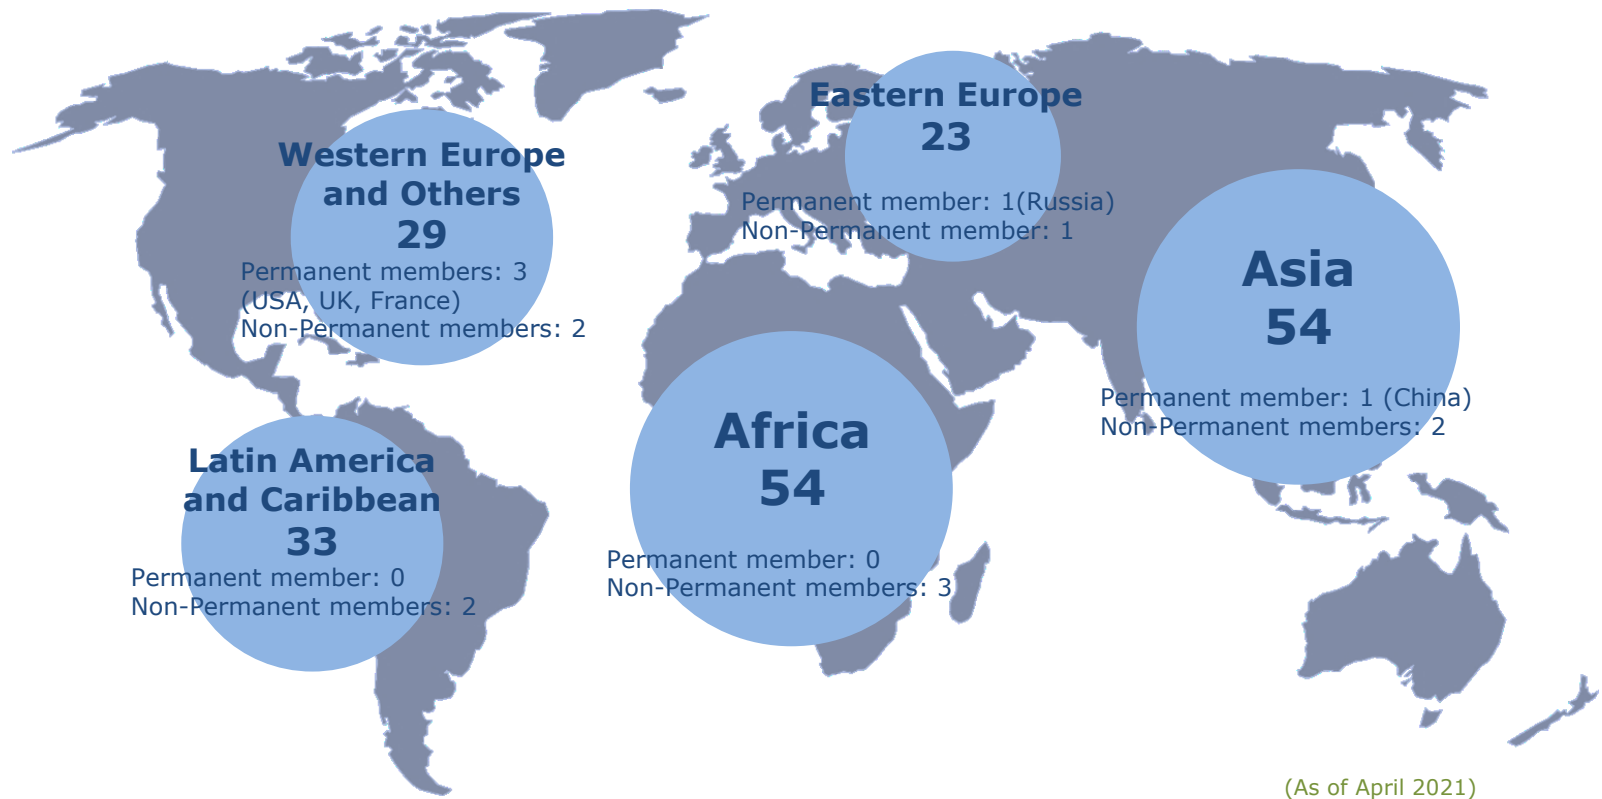 Eastern Europe
23
Permanent member: 1(Russia)
Non-Permanent member: 1
Western Europe
and Others
29
Permanent members: 3
(USA, UK, France)
Non-Permanent members: 2
Asia
54
Permanent member: 1 (China)
Non-Permanent members: 2
Africa
54
Permanent member: 0
Non-Permanent members: 3
Latin America
and Caribbean
33
Permanent member: 0
Non-Permanent members: 2
(As of April 2021)